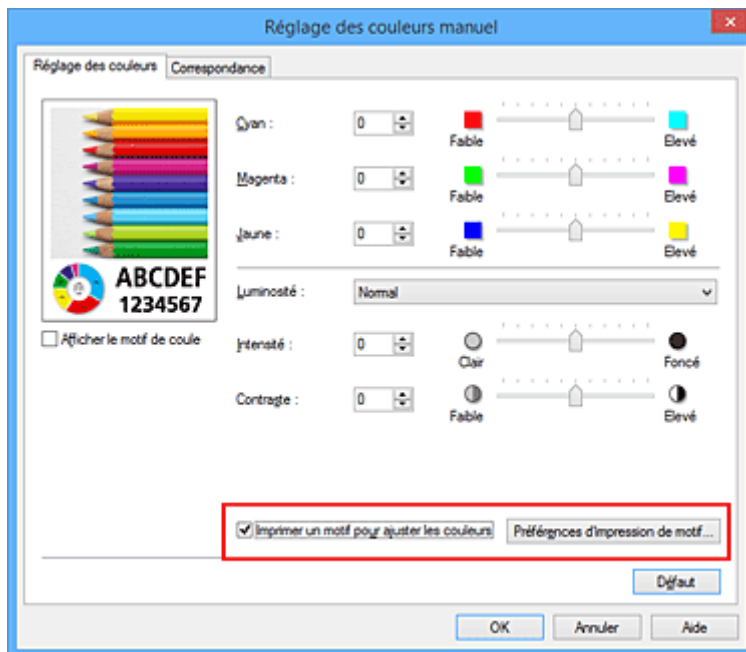 Réglage des couleurs manuel
Réglage des couleurs Correspondance
Cyan : 0 Fable Elevé
Magenta : 0 Fable Elevé
Jaune : 0 Fable Elevé
ABCDEF
1234567
Luminosité : Normal
Afficher le motif de coule
Intensité : 0 Clair Foncé
Contraste : 0 Fable Elevé
Imprimer un motif pour ajuster les couleurs Préférences d'impression de motif...
Défaut
OK Annuler Aide